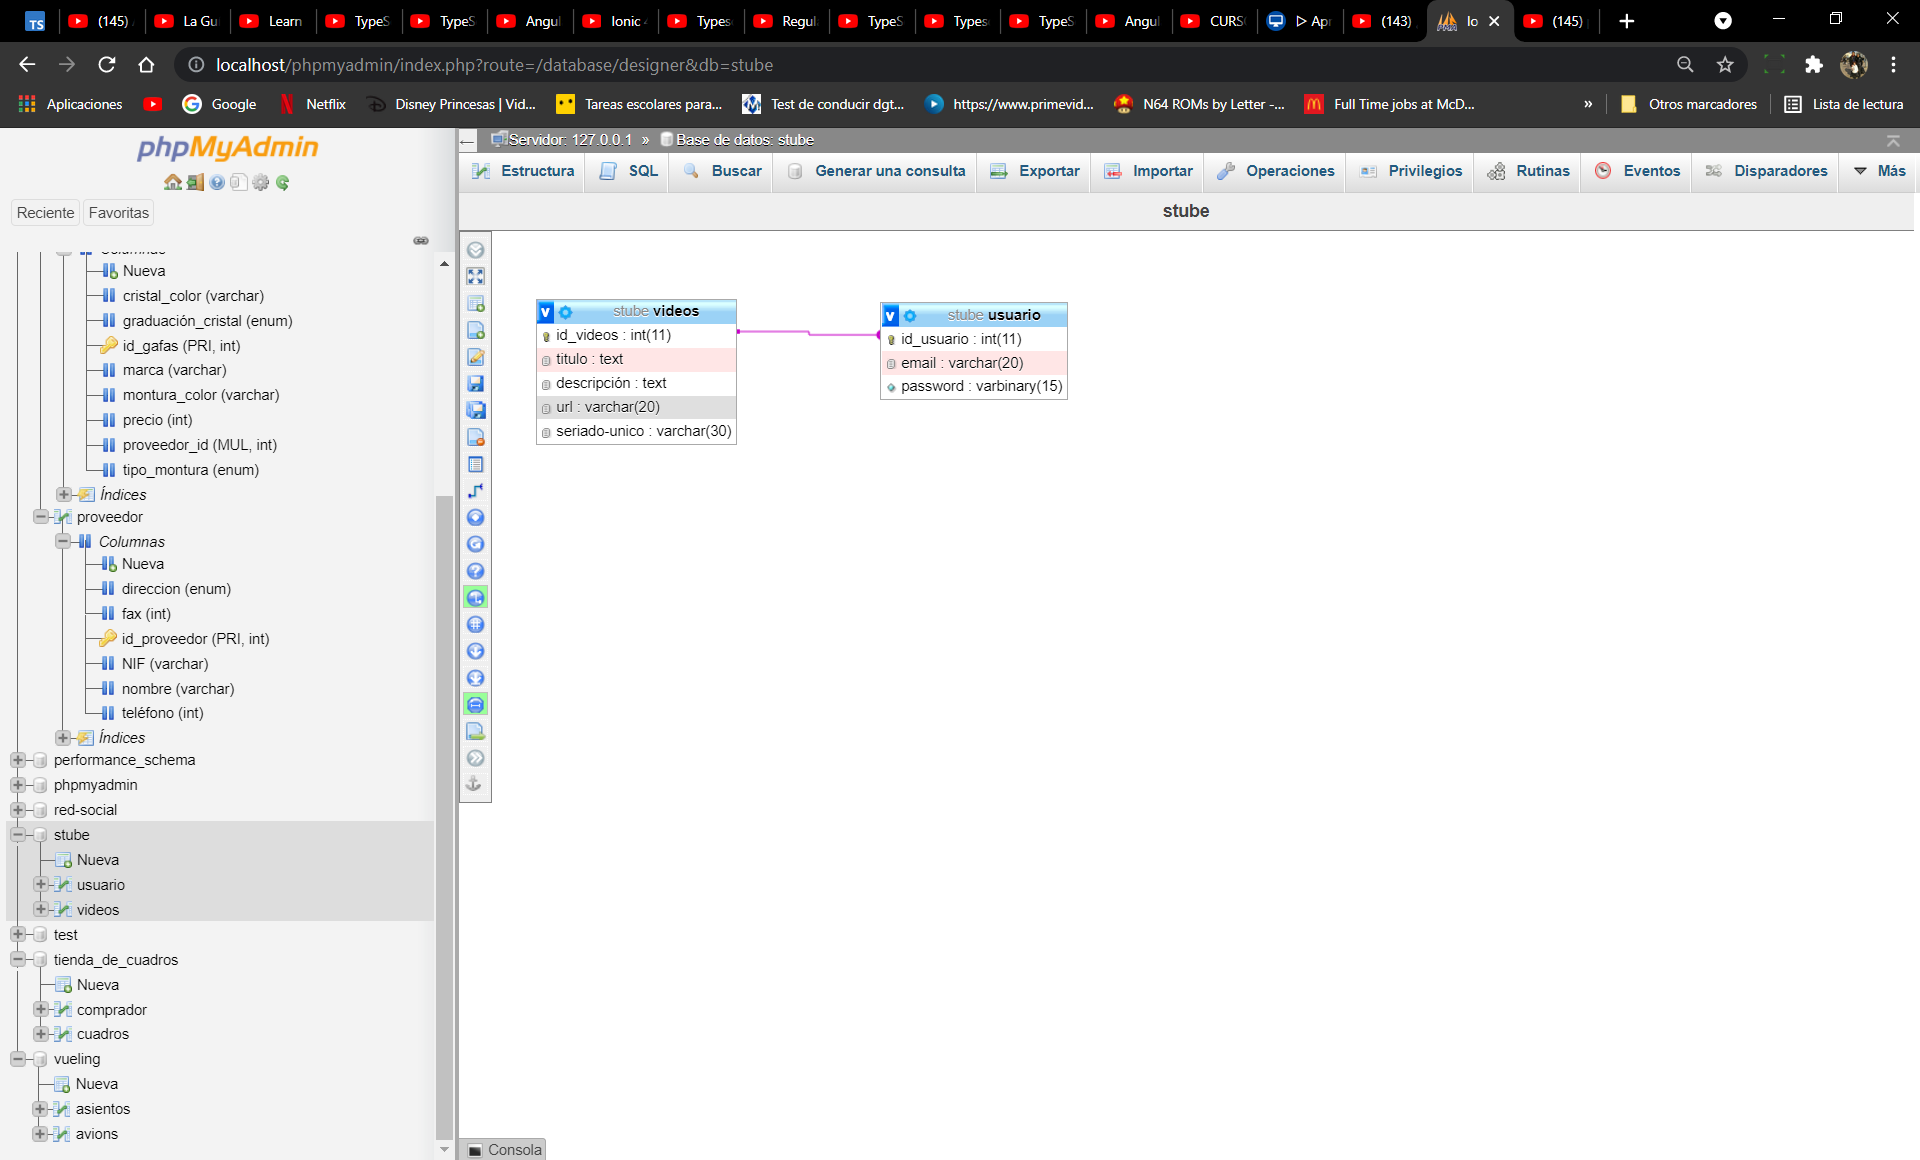 TS (145) La Gu Learn TypeS TypeS Angul Ionic Typesc Regul TypeS Typesc TypeS Angul CURS Apr (143) lo (145)
localhost/phpmyadmin/index.php?route=/database/designer&db=stube
Aplicaciones Google Netflix Disney Princesas | Vid... Tareas escolares para... Test de conducir dgt... https://www.primevid... N64 ROMs by Letter -... Full Time jobs at McD... » Otros marcadores Lista de lectura
phpMyAdmin
Reciente Favoritas
Columnas
Nueva
cristal_color (varchar)
graduación_cristal (enum)
id_gafas (PRI, int)
marca (varchar)
montura_color (varchar)
precio (int)
proveedor_id (MUL, int)
tipo_montura (enum)
Índices
proveedor
Columnas
Nueva
direccion (enum)
fax (int)
id_proveedor (PRI, int)
NIF (varchar)
nombre (varchar)
teléfono (int)
Índices
performance_schema
phpmyadmin
red-social
stube
Nueva
usuario
videos
test
tienda_de_cuadros
Nueva
comprador
cuadros
vueling
Nueva
asientos
avions
Servidor: 127.0.0.1 » Base de datos: stube
Estructura SQL Buscar Generar una consulta Exportar Importar Operaciones Privilegios Rutinas Eventos Disparadores Más
stube
v stube videos
id_videos : int(11)
titulo : text
descripción : text
url : varchar(20)
seriado-unico : varchar(30)
v stube usuario
id_usuario : int(11)
email : varchar(20)
password : varbinary(15)
Consola